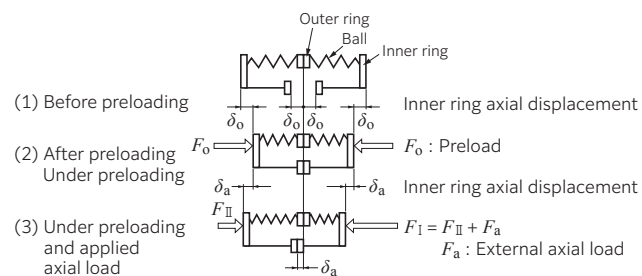 Outer ring
Ball
Inner ring
(1) Before preloading
Inner ring axial displacement
δo δo δo δo
Fo
Fo : Preload
(2) After preloading
Under preloading
Inner ring axial displacement
δa δa
FⅡ
(3) Under preloading
and applied
axial load
FⅠ = FⅡ + Fa
Fa : External axial load
δa